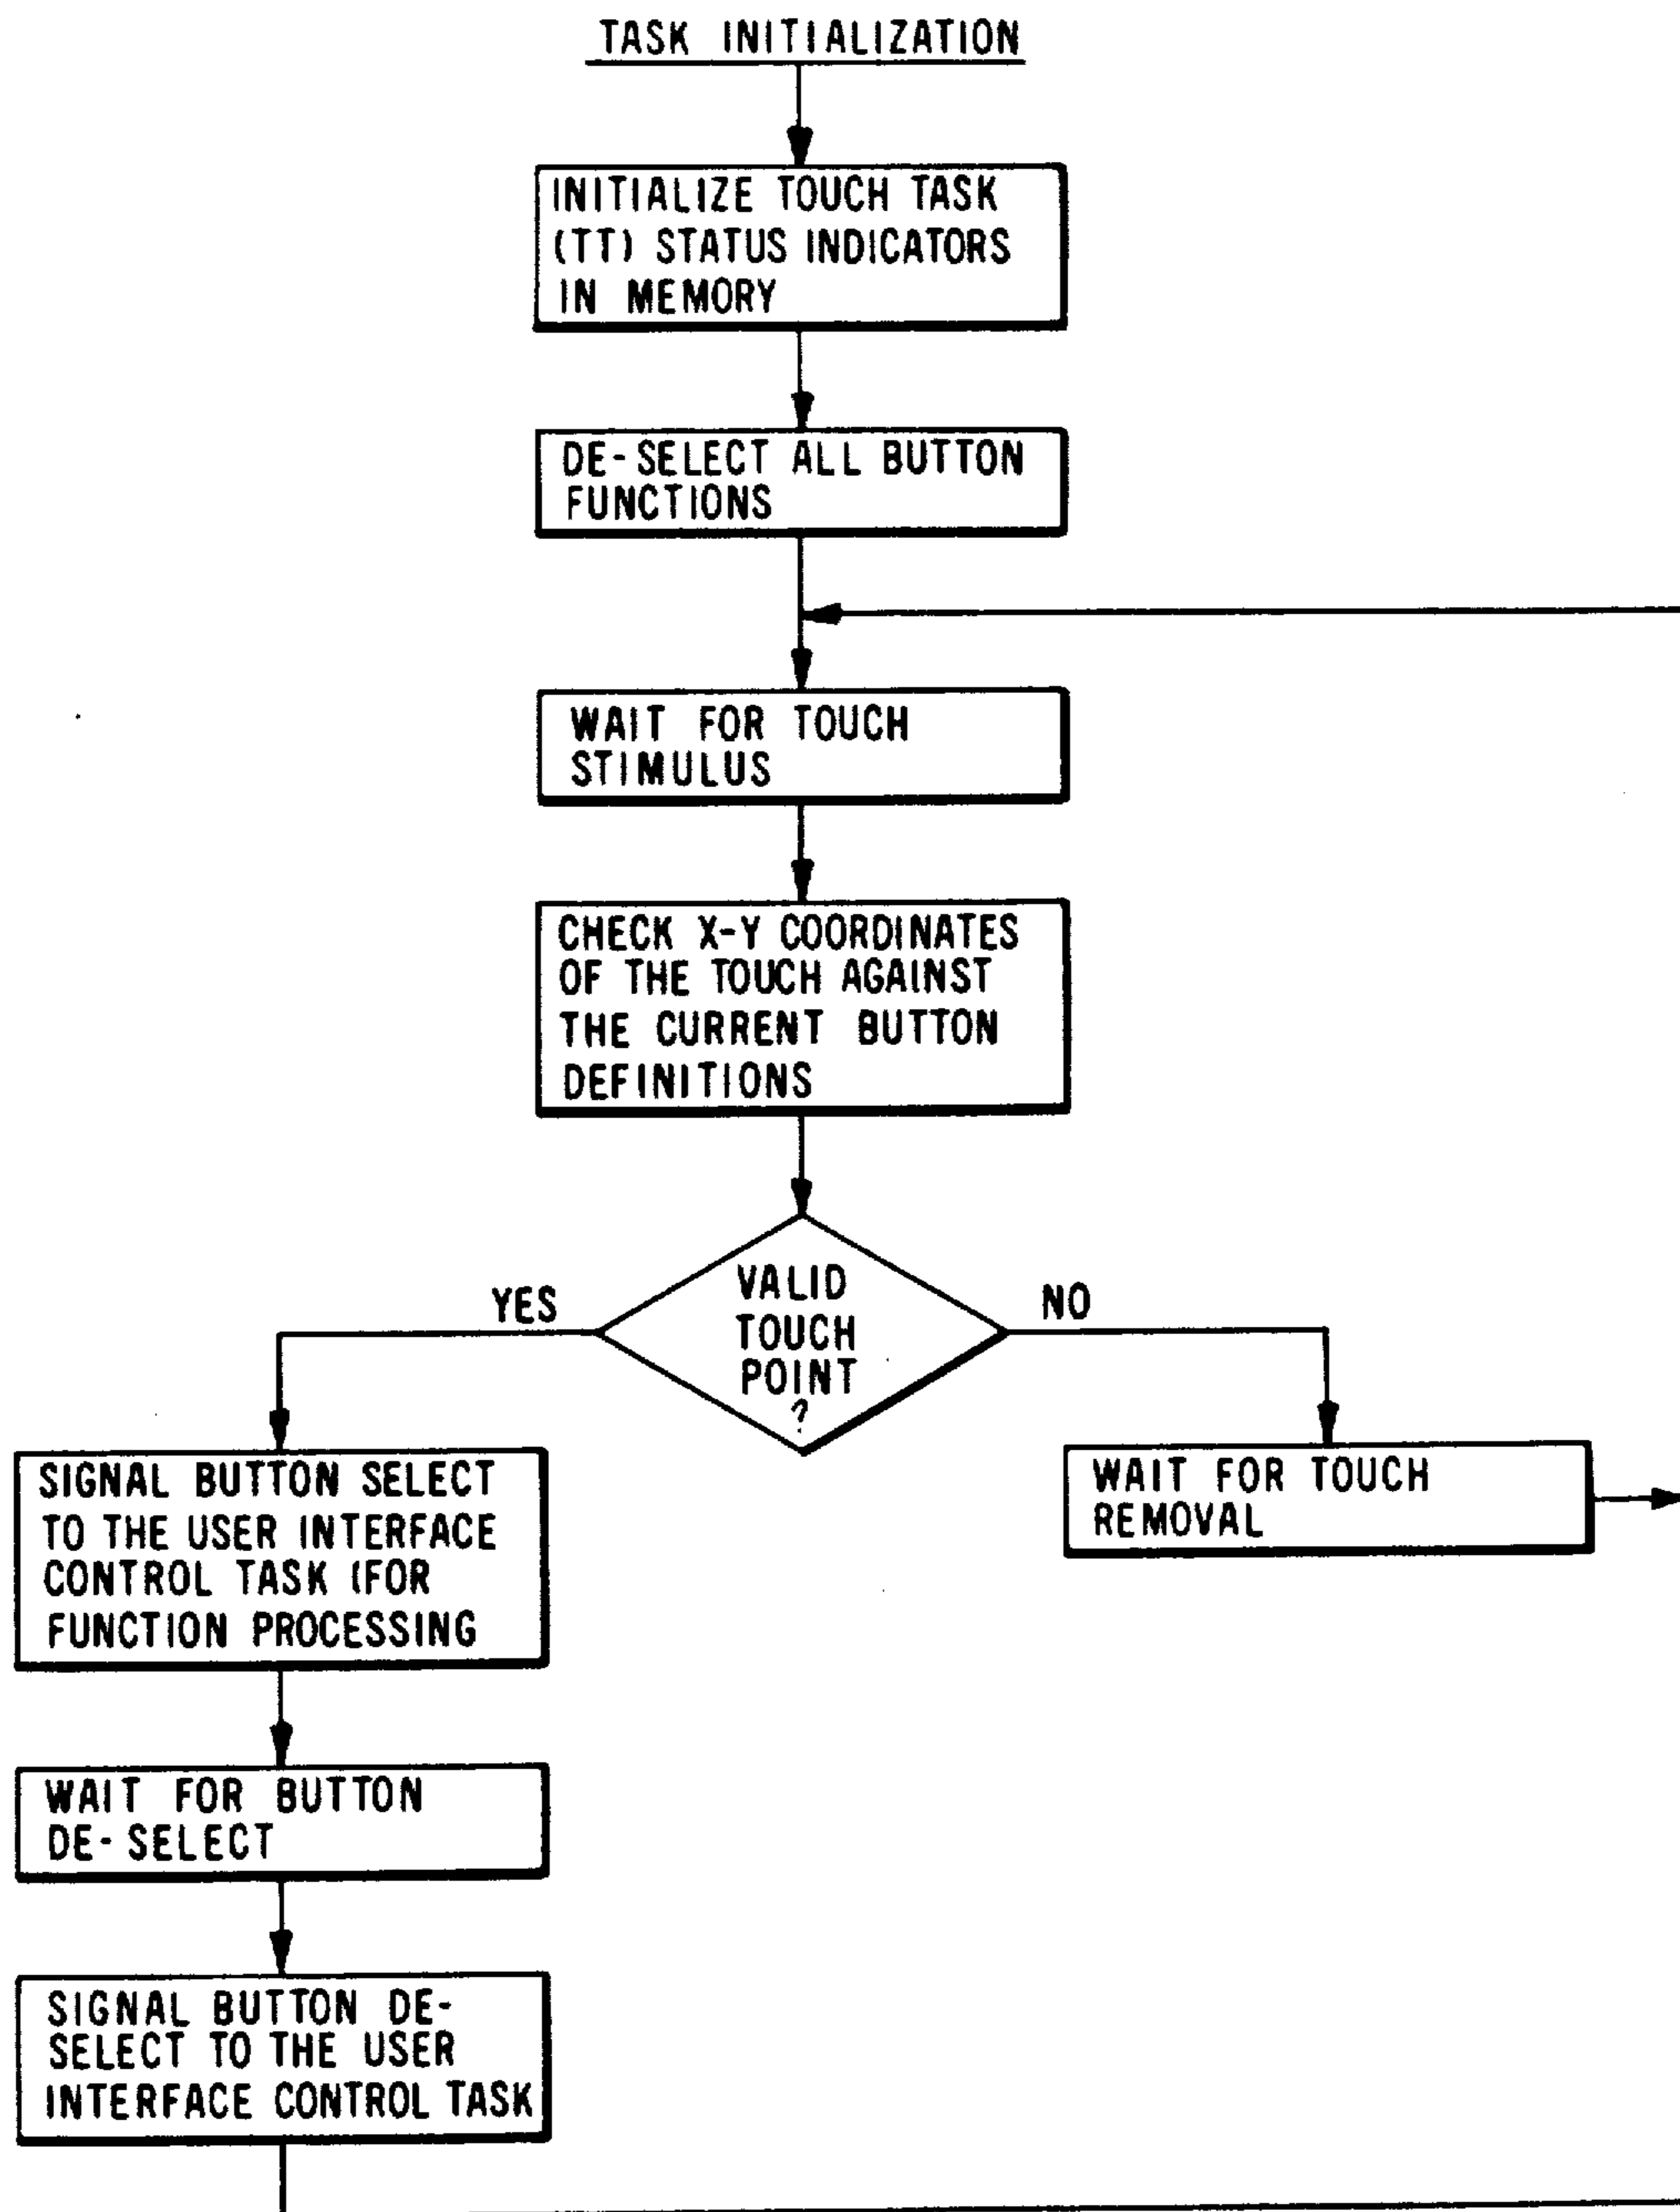 TASK INITIALIZATION
INITIALIZE TOUCH TASK
(TT) STATUS INDICATORS
IN MEMORY
DE-SELECT ALL BUTTON
FUNCTIONS
WAIT FOR TOUCH
STIMULUS
CHECK X-Y COORDINATES
OF THE TOUCH AGAINST
THE CURRENT BUTTON
DEFINITIONS
VALID
TOUCH
POINT
?
YES
NO
SIGNAL BUTTON SELECT
TO THE USER INTERFACE
CONTROL TASK (FOR
FUNCTION PROCESSING
WAIT FOR TOUCH
REMOVAL
WAIT FOR BUTTON
DE-SELECT
SIGNAL BUTTON DE-
SELECT TO THE USER
INTERFACE CONTROL TASK